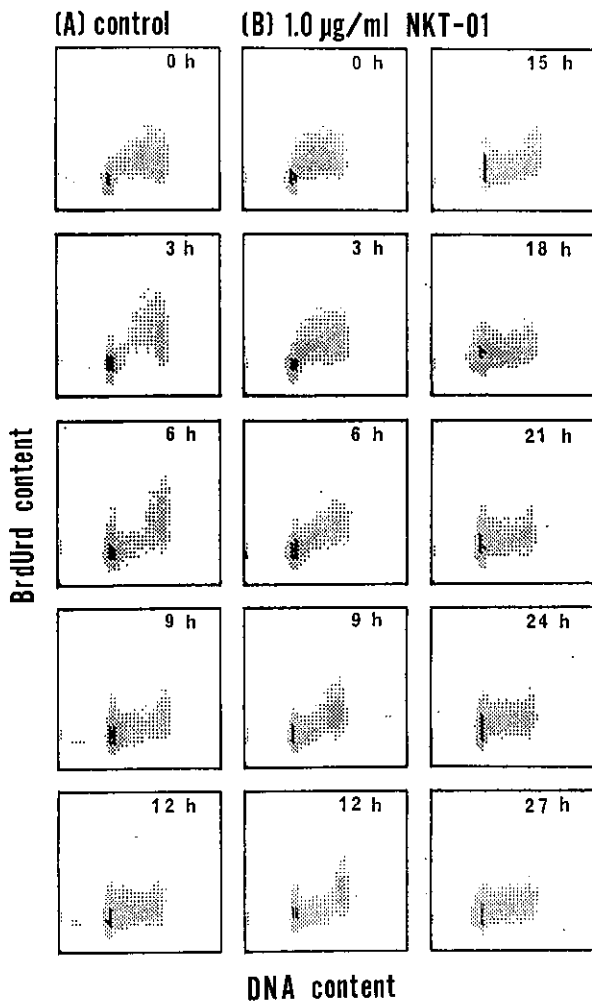 (A) control
(B) 1.0 μg/ml NKT-01
0 h
0 h
15 h
3 h
3 h
18 h
6 h
6 h
21 h
9 h
9 h
24 h
12 h
12 h
27 h
BrdUrd content
DNA content